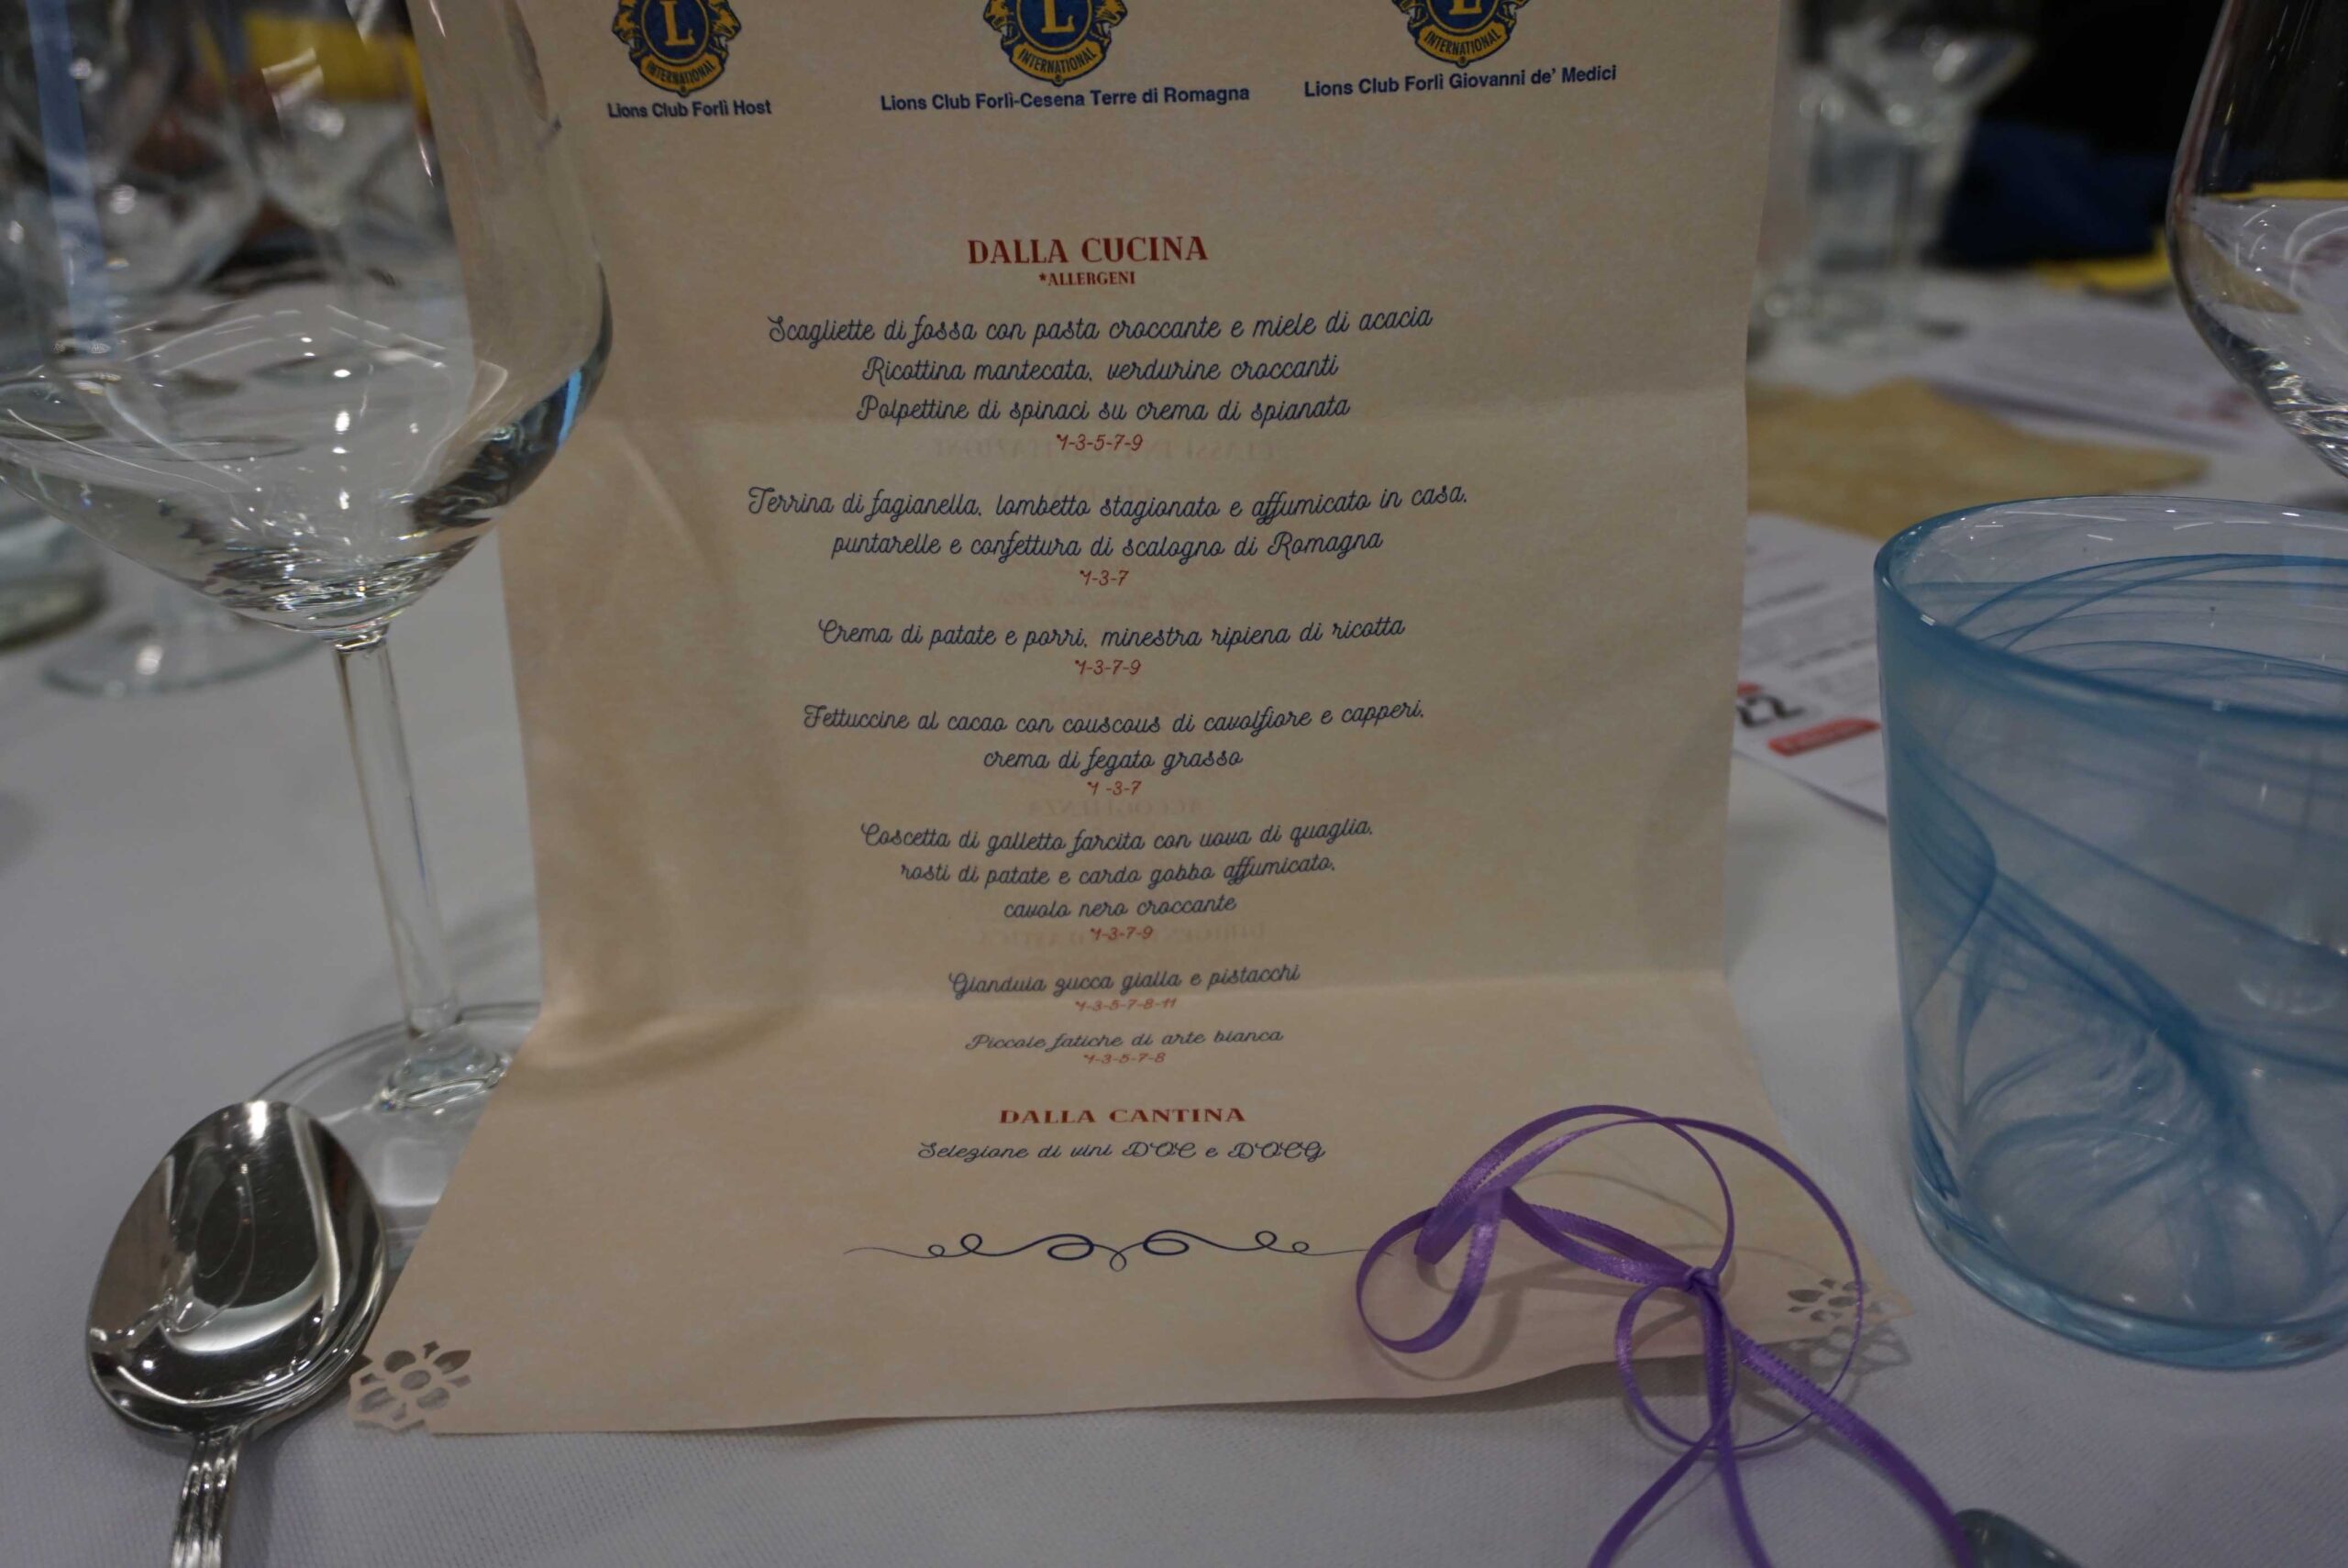 L
INTERNATIONAL
Lions Club Forlì Host
L
INTERNATIONAL
Lions Club Forlì-Cesena Terre di Romagna
L
INTERNATIONAL
Lions Club Forlì Giovanni de' Medici
DALLA CUCINA
*ALLERGENI
Scagliette di fossa con pasta croccante e miele di acacia
Ricottina mantecata, verdurine croccanti
Polpettine di spinaci su crema di spianata
*1-3-5-7-9
Terrina di fagianella, lombetto stagionato e affumicato in casa,
puntarelle e confettura di scalogno di Romagna
*1-3-7
Crema di patate e porri, minestra ripiena di ricotta
*1-3-7-9
Fettuccine al cacao con couscous di cavolfiore e capperi,
crema di fegato grasso
*1 -3-7
Coscetta di galletto farcita con uova di quaglia,
rosti di patate e cardo gobbo affumicato,
cavolo nero croccante
*1-3-7-9
Gianduia zucca gialla e pistacchi
*1-3-5-7-8-11
Piccole fatiche di arte bianca
*1-3-5-7-8
DALLA CANTINA
Selezione di vini DOC e DOCG
22